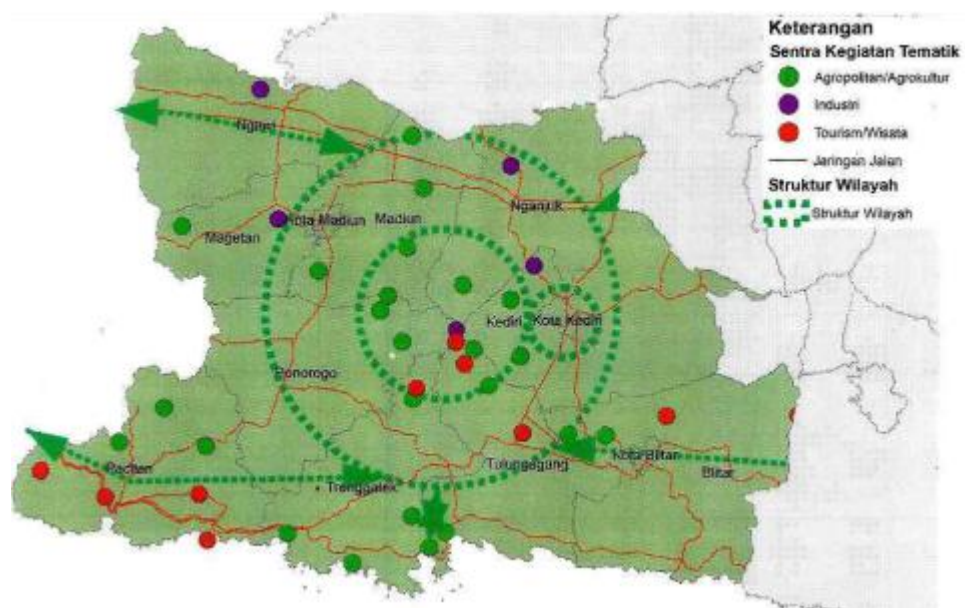 Keterangan
Sentra Kegiatan Tematik
Agropolitan/Agrokultur
Industri
Tourism/Wisata
Jaringan Jalan
Struktur Wilayah
Struktur Wilayah
Ngawi
Nganjuk
Kota Madiun
Madiun
Magetan
Kediri
Kota Kediri
Ponorogo
Pacitan
Trenggalek
Tulungagung
Kota Blitar
Blitar